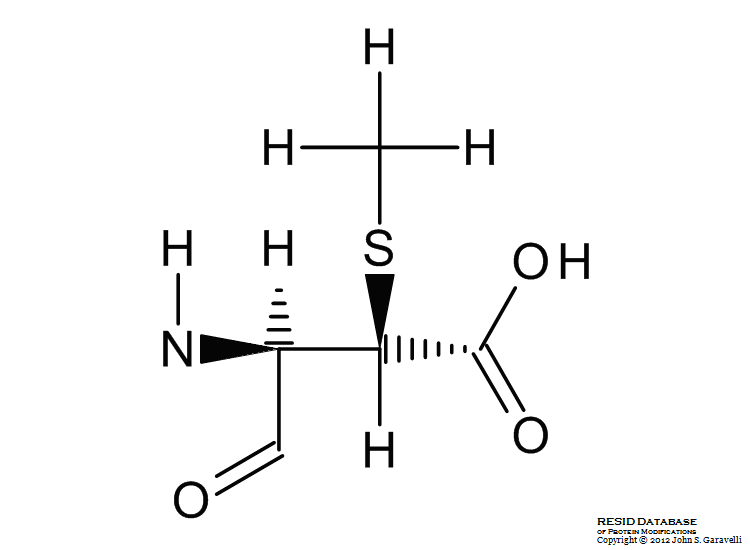 H
H H
H H S OH
N
H O
O
RESID DATABASE
OF PROTEIN MODIFICATIONS
Copyright © 2012 John S. Garavelli